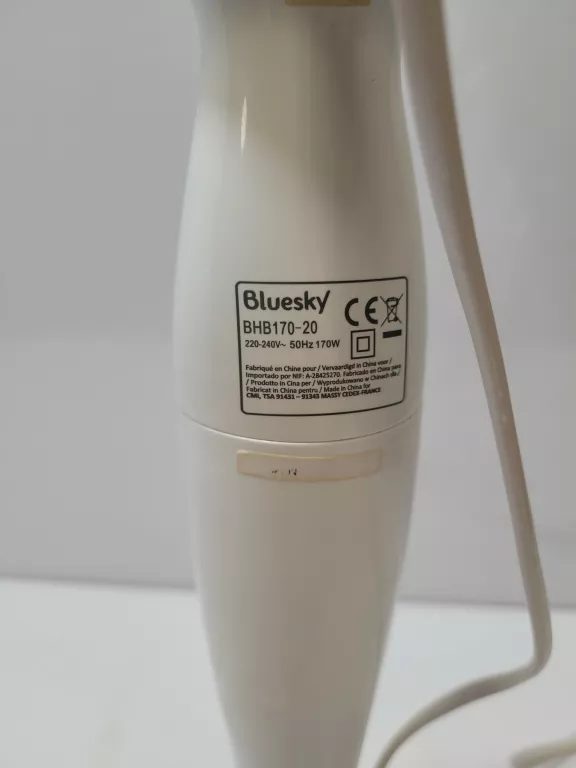 Bluesky
CE
BHB170-20
220-240V~ 50Hz 170W
Fabriqué en Chine pour / Vervaardigd in China voor /
Importado por NIF: A-28425270. Fabricado en China para
/ Prodotto in Cina per / Wyprodukowano w Chinach dla /
Fabricat in China pentru / Made in China for
CMI, TSA 91431 – 91343 MASSY CEDEX-FRANCE